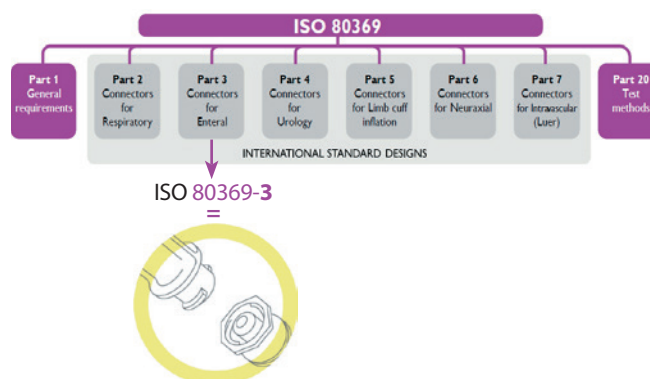 ISO 80369
Part 1
General
requirements
Part 2
Connectors
for
Respiratory
Part 3
Connectors
for
Enteral
Part 4
Connectors
for
Urology
Part 5
Connectors
for Limb cuff
inflation
Part 6
Connectors
for Neuraxial
Part 7
Connectors
for Intravascular
(Luer)
Part 20
Test
methods
INTERNATIONAL STANDARD DESIGNS
ISO 80369-3
=